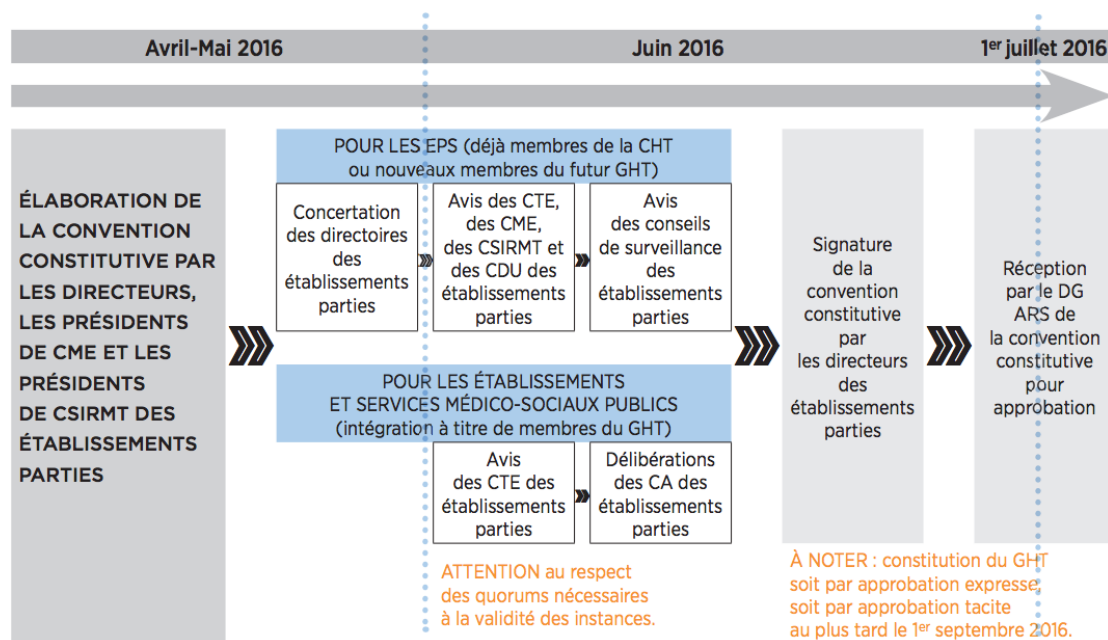 Avril-Mai 2016
Juin 2016
1er juillet 2016
ÉLABORATION DE
LA CONVENTION
CONSTITUTIVE PAR
LES DIRECTEURS,
LES PRÉSIDENTS
DE CME ET LES
PRÉSIDENTS
DE CSIRMT DES
ÉTABLISSEMENTS
PARTIES
POUR LES EPS (déjà membres de la CHT
ou nouveaux membres du futur GHT)
Concertation
des directoires
des
établissements
parties
Avis des CTE,
des CME,
des CSIRMT et
des CDU des
établissements
parties
Avis
des conseils
de surveillance
des
établissements
parties
POUR LES ÉTABLISSEMENTS
ET SERVICES MÉDICO-SOCIAUX PUBLICS
(intégration à titre de membres du GHT)
Avis
des CTE des
établissements
parties
Délibérations
des CA des
établissements
parties
ATTENTION au respect
des quorums nécessaires
à la validité des instances.
Signature
de la
convention
constitutive
par
les directeurs
des
établissements
parties
Réception
par le DG
ARS de
la convention
constitutive
pour
approbation
À NOTER : constitution du GHT
soit par approbation expresse,
soit par approbation tacite
au plus tard le 1er septembre 2016.